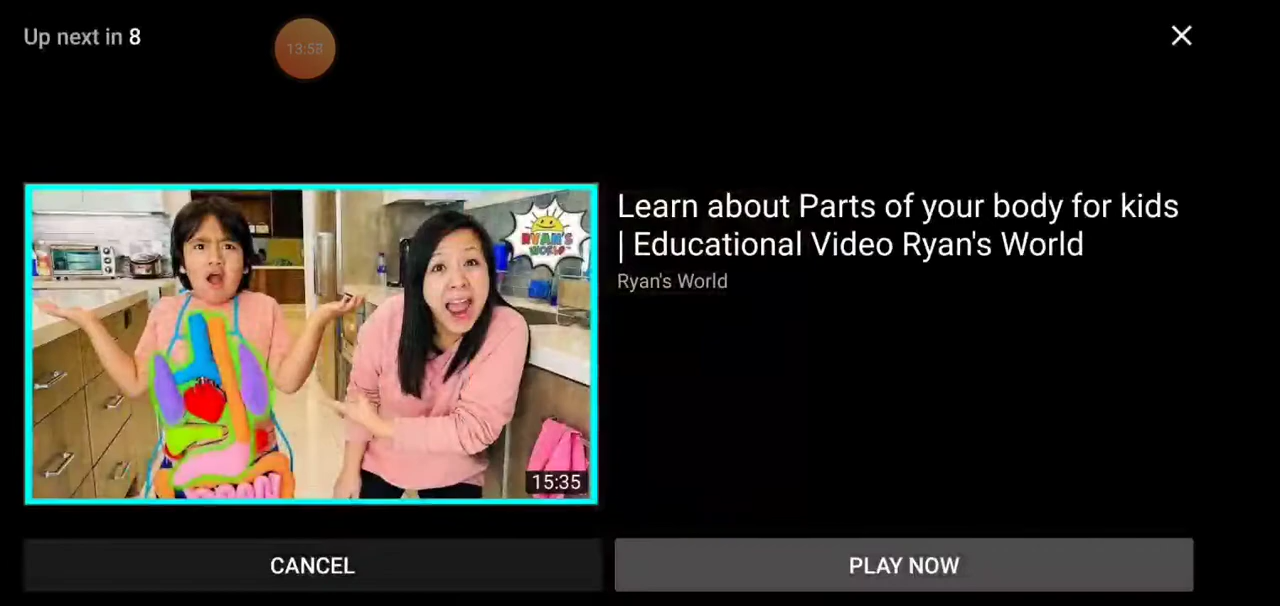 Up next in 8
13:58
Learn about Parts of your body for kids
| Educational Video Ryan's World
Ryan's World
RYAN'S
WORLD
15:35
CANCEL
PLAY NOW